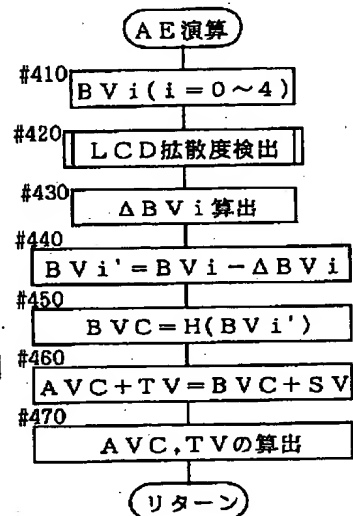 AE演算
#410
BVi(i=0~4)
#420
LCD拡散度検出
#430
ΔBVi算出
#440
BVi'=BVi-ΔBVi
#450
BVC=H(BVi')
#460
AVC+TV=BVC+SV
#470
AVC,TVの算出
リターン